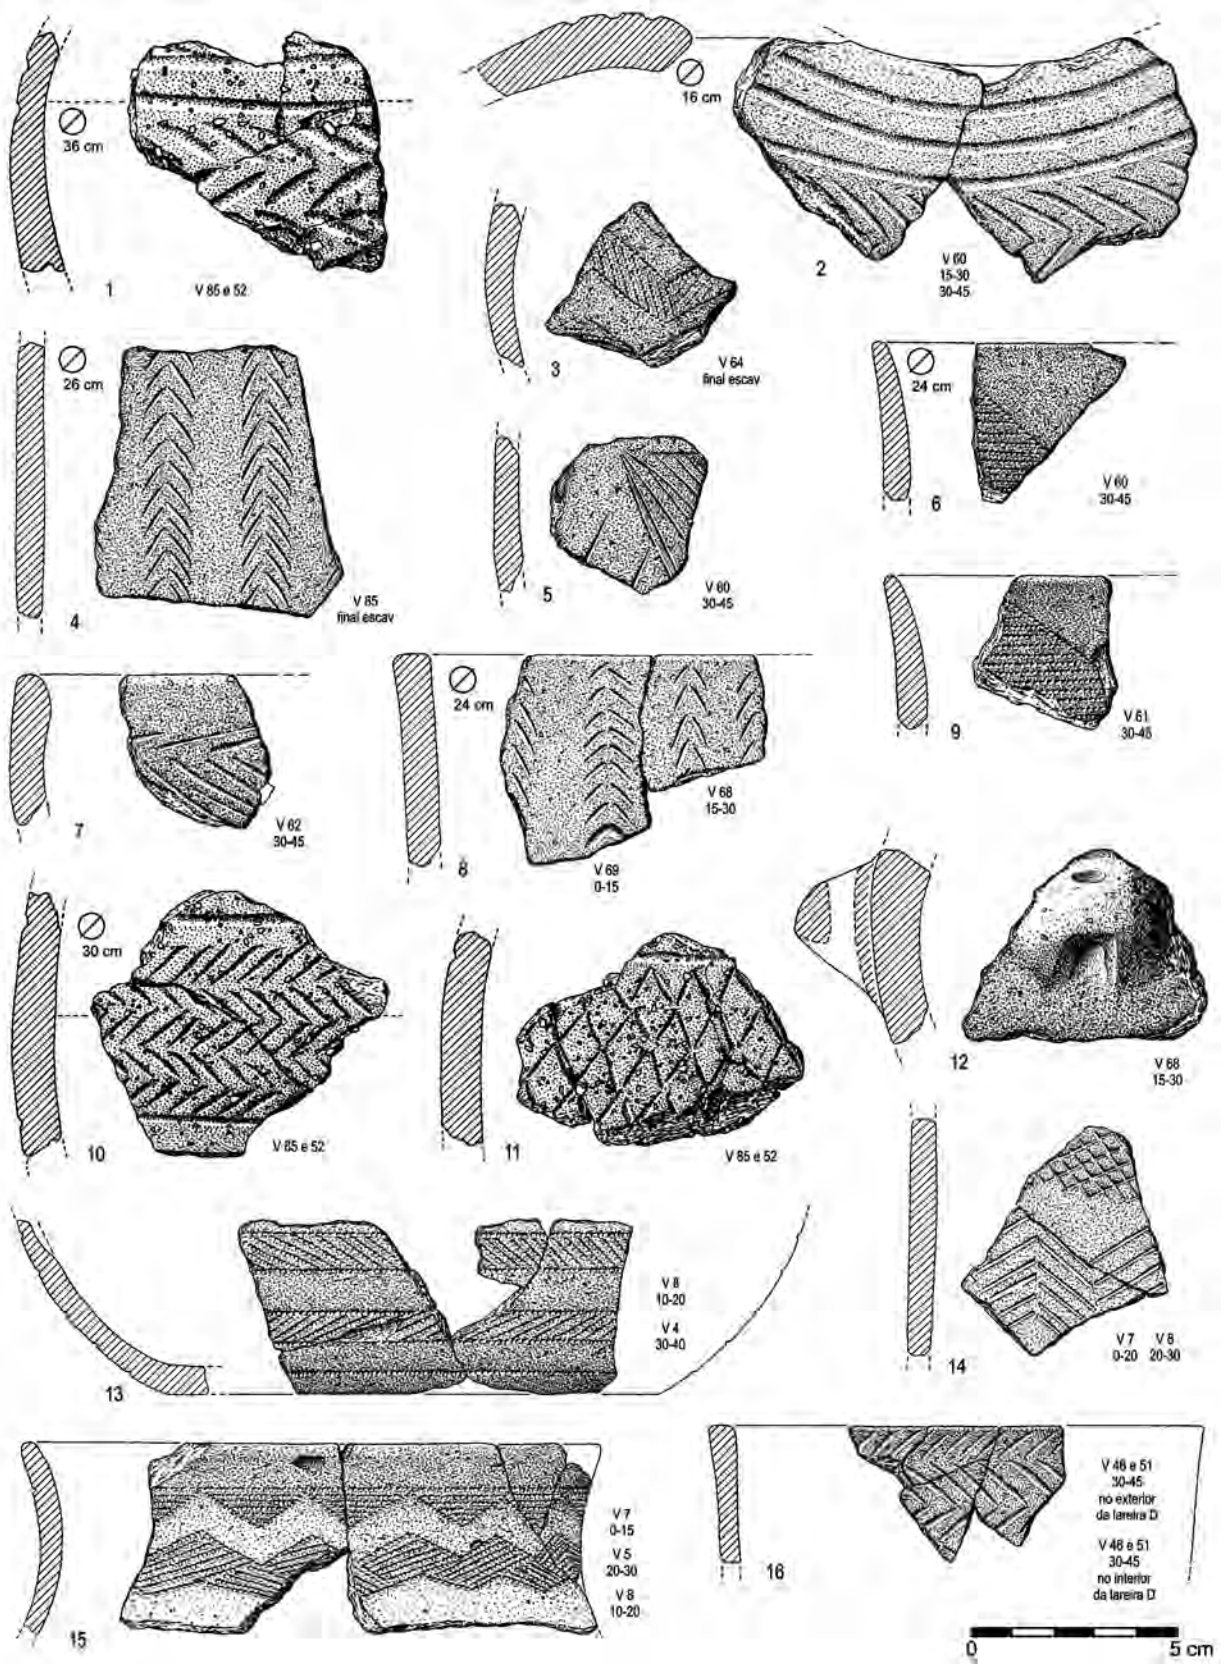 36 cm
1
V 85 e 52
16 cm
2
V 60
15-30
30-45
3
V 64
final escav
26 cm
4
V 85
final escav
5
V 60
30-45
24 cm
6
V 60
30-45
7
V 62
30-45
24 cm
8
V 69
0-15
V 68
15-30
9
V 61
30-45
30 cm
10
V 85 e 52
11
V 85 e 52
12
V 68
15-30
13
V 8
10-20
V 4
30-40
14
V 7
0-20
V 8
20-30
15
V 7
0-15
V 5
20-30
V 8
10-20
16
V 46 e 51
30-45
no exterior
da lareira D
V 46 e 51
30-45
no interior
da lareira D
0 5 cm